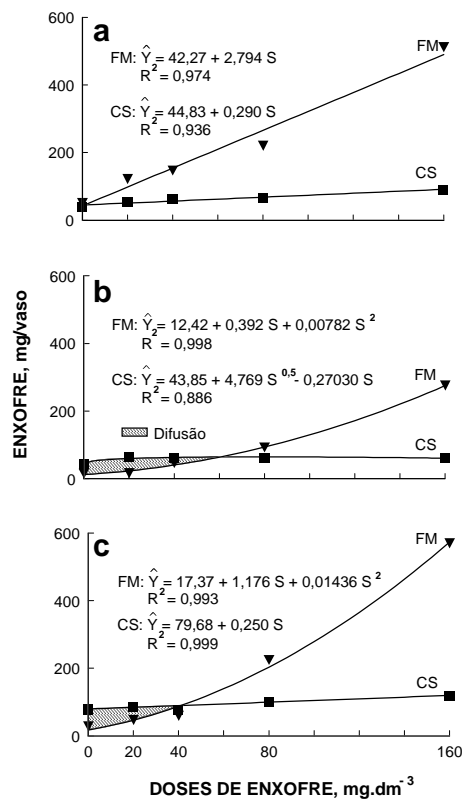 a
600
400
200
0
FM: Ŷ = 42,27 + 2,794 S
R² = 0,974
CS: Ŷ = 44,83 + 0,290 S
R² = 0,936
FM
CS
ENXOFRE, mg/vaso
b
600
400
200
0
FM: Ŷ = 12,42 + 0,392 S + 0,00782 S²
R² = 0,998
CS: Ŷ = 43,85 + 4,769 S⁰,⁵ - 0,27030 S
R² = 0,886
Difusão
FM
CS
c
600
400
200
0
FM: Ŷ = 17,37 + 1,176 S + 0,01436 S²
R² = 0,993
CS: Ŷ = 79,68 + 0,250 S
R² = 0,999
FM
CS
0 20 40 80 160
DOSES DE ENXOFRE, mg.dm⁻³